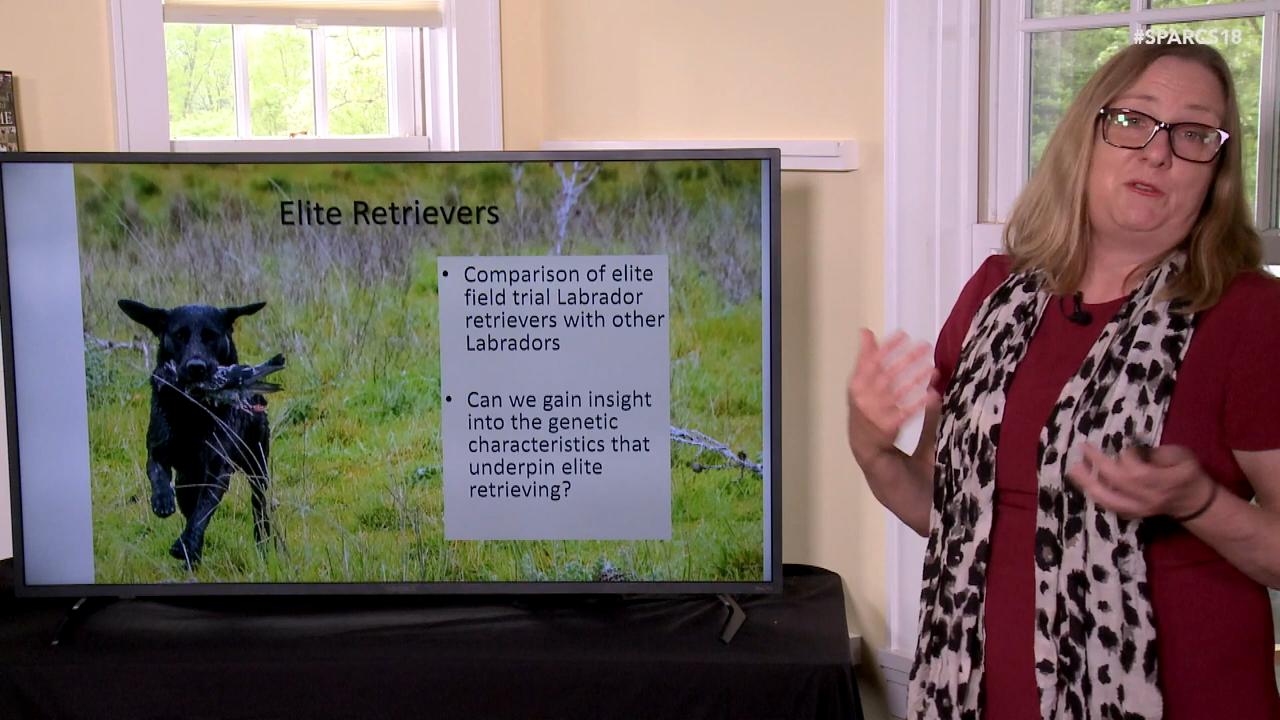 #SPARCS18
ME
Elite Retrievers
• Comparison of elite
field trial Labrador
retrievers with other
Labradors
• Can we gain insight
into the genetic
characteristics that
underpin elite
retrieving?